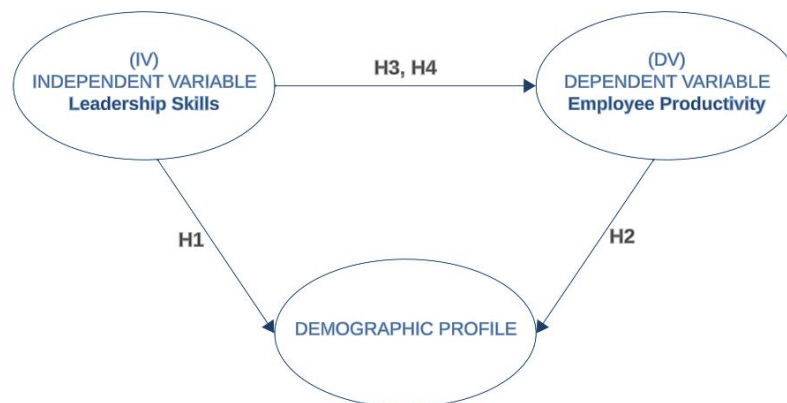 (IV)
INDEPENDENT VARIABLE
Leadership Skills
H3, H4
(DV)
DEPENDENT VARIABLE
Employee Productivity
H1
H2
DEMOGRAPHIC PROFILE